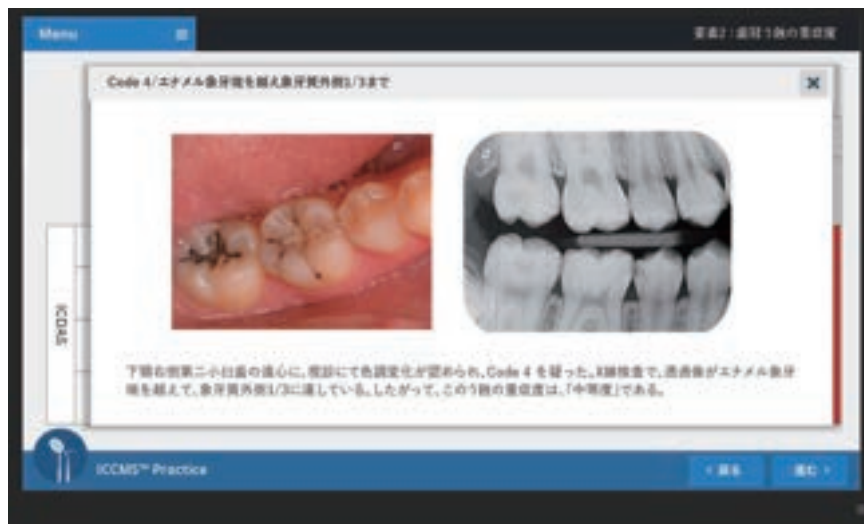 Menu
要素2：歯冠う蝕の重症度
Code 4/エナメル象牙境を越え象牙質外側1/3まで
ICDAS
下顎右側第二小臼歯の遠心に、視診にて色調変化が認められ、Code 4 を疑った。X線検査で、透過像がエナメル象牙
境を越えて、象牙質外側1/3に達している。したがって、このう蝕の重症度は、「中等度」である。
ICCMS™ Practice
< 戻る
進む >